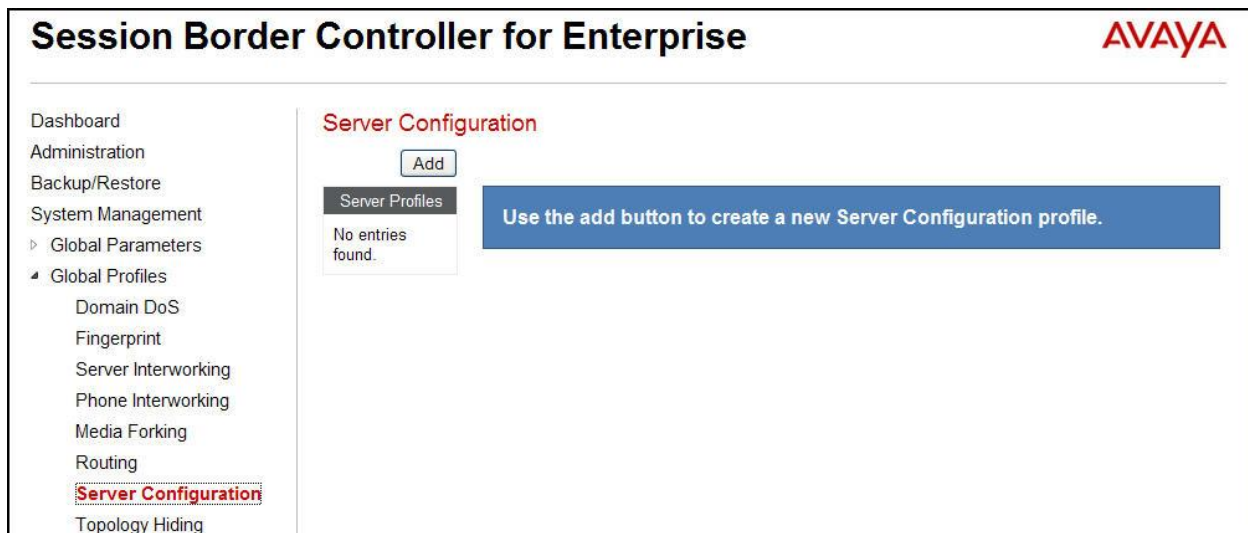 Session Border Controller for Enterprise
AVAYA
Dashboard
Administration
Backup/Restore
System Management
Global Parameters
Global Profiles
Domain DoS
Fingerprint
Server Interworking
Phone Interworking
Media Forking
Routing
Server Configuration
Topology Hiding
Server Configuration
Add
Server Profiles
No entries
found.
Use the add button to create a new Server Configuration profile.